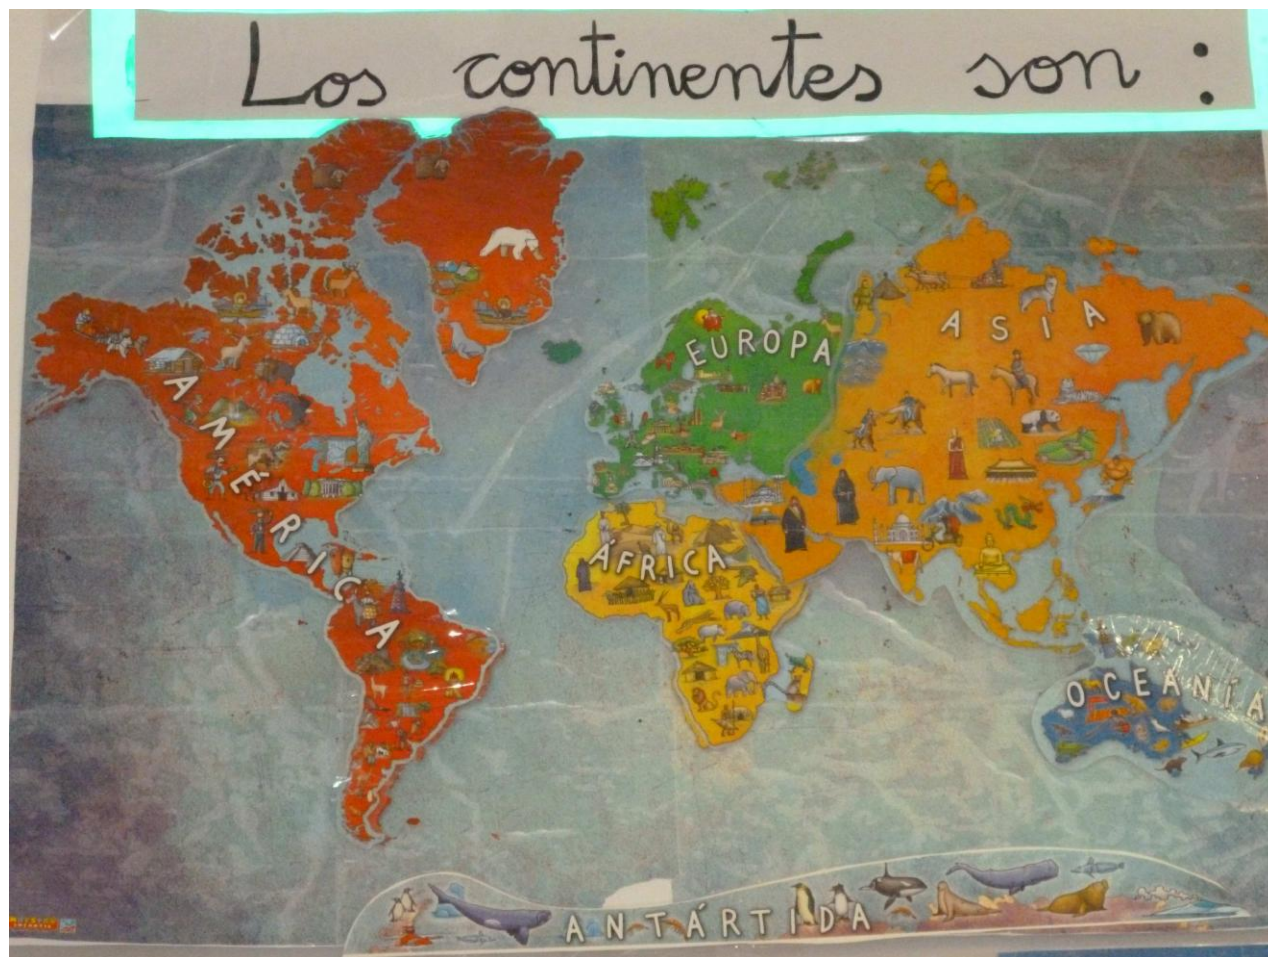 Los continentes son :
EUROPA
ASIA
AMÉRICA
ÁFRICA
OCEANÍA
ANTÁRTIDA